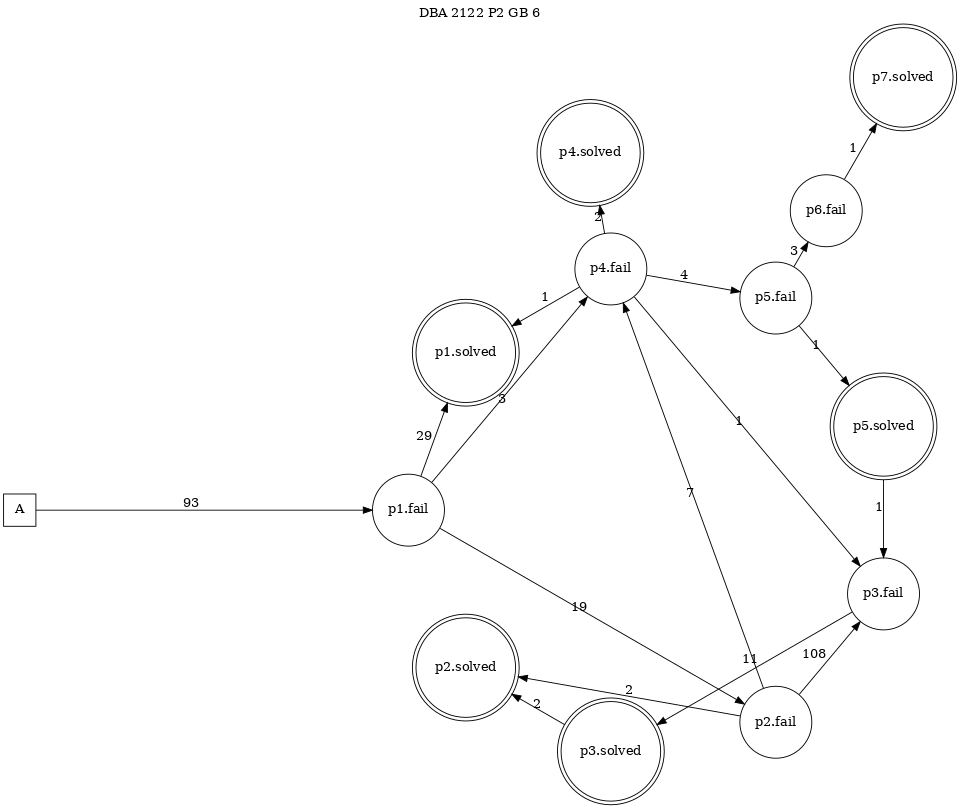 DBA 2122 P2 GB 6
p7.solved
p4.solved
1
p6.fail
2
3
p4.fail
4
p5.fail
1
p1.solved
1
3
1
p5.solved
29
93
A
p1.fail
7
1
p3.fail
19
108
11
p2.solved
2
2
p2.fail
p3.solved